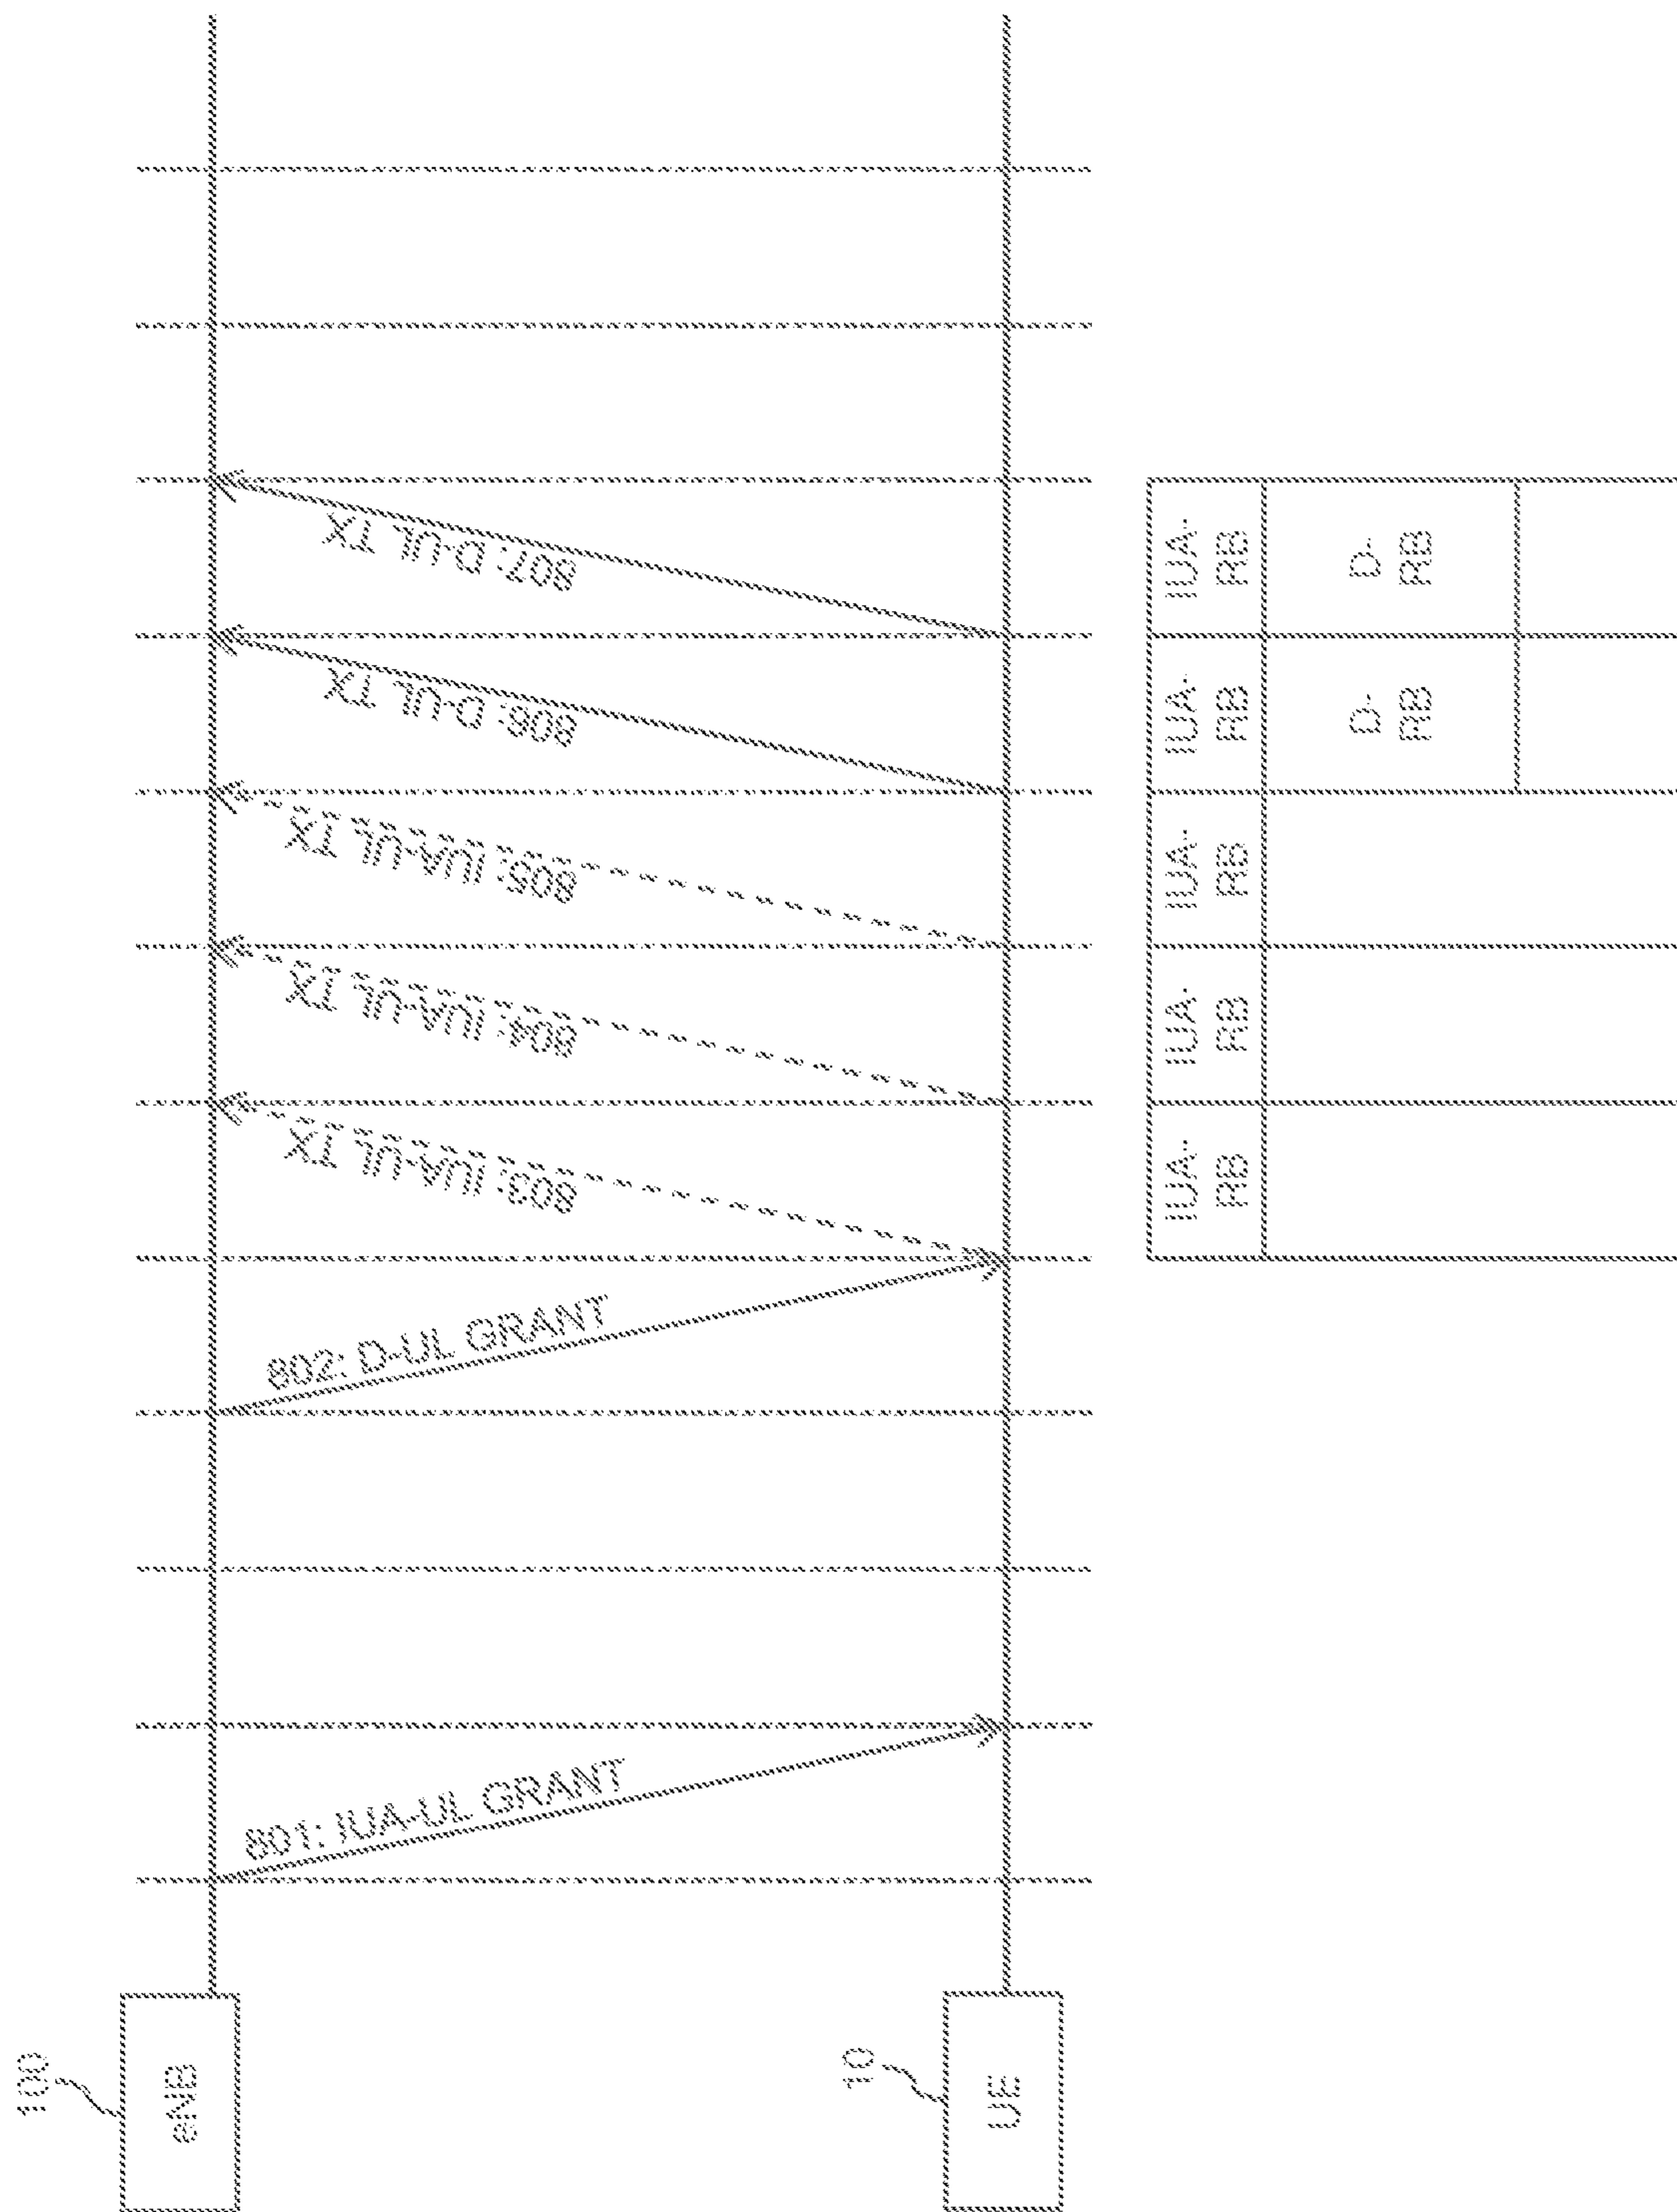 100
eNB
10
UE
801: IUA-UL GRANT
802: D-UL GRANT
803: IUA-UL TX
804: IUA-UL TX
805: IUA-UL TX
806: D-UL TX
807: D-UL TX
IUA-
RB
IUA-
RB
IUA-
RB
IUA-
RB
IUA-
RB
D-
RB
D-
RB